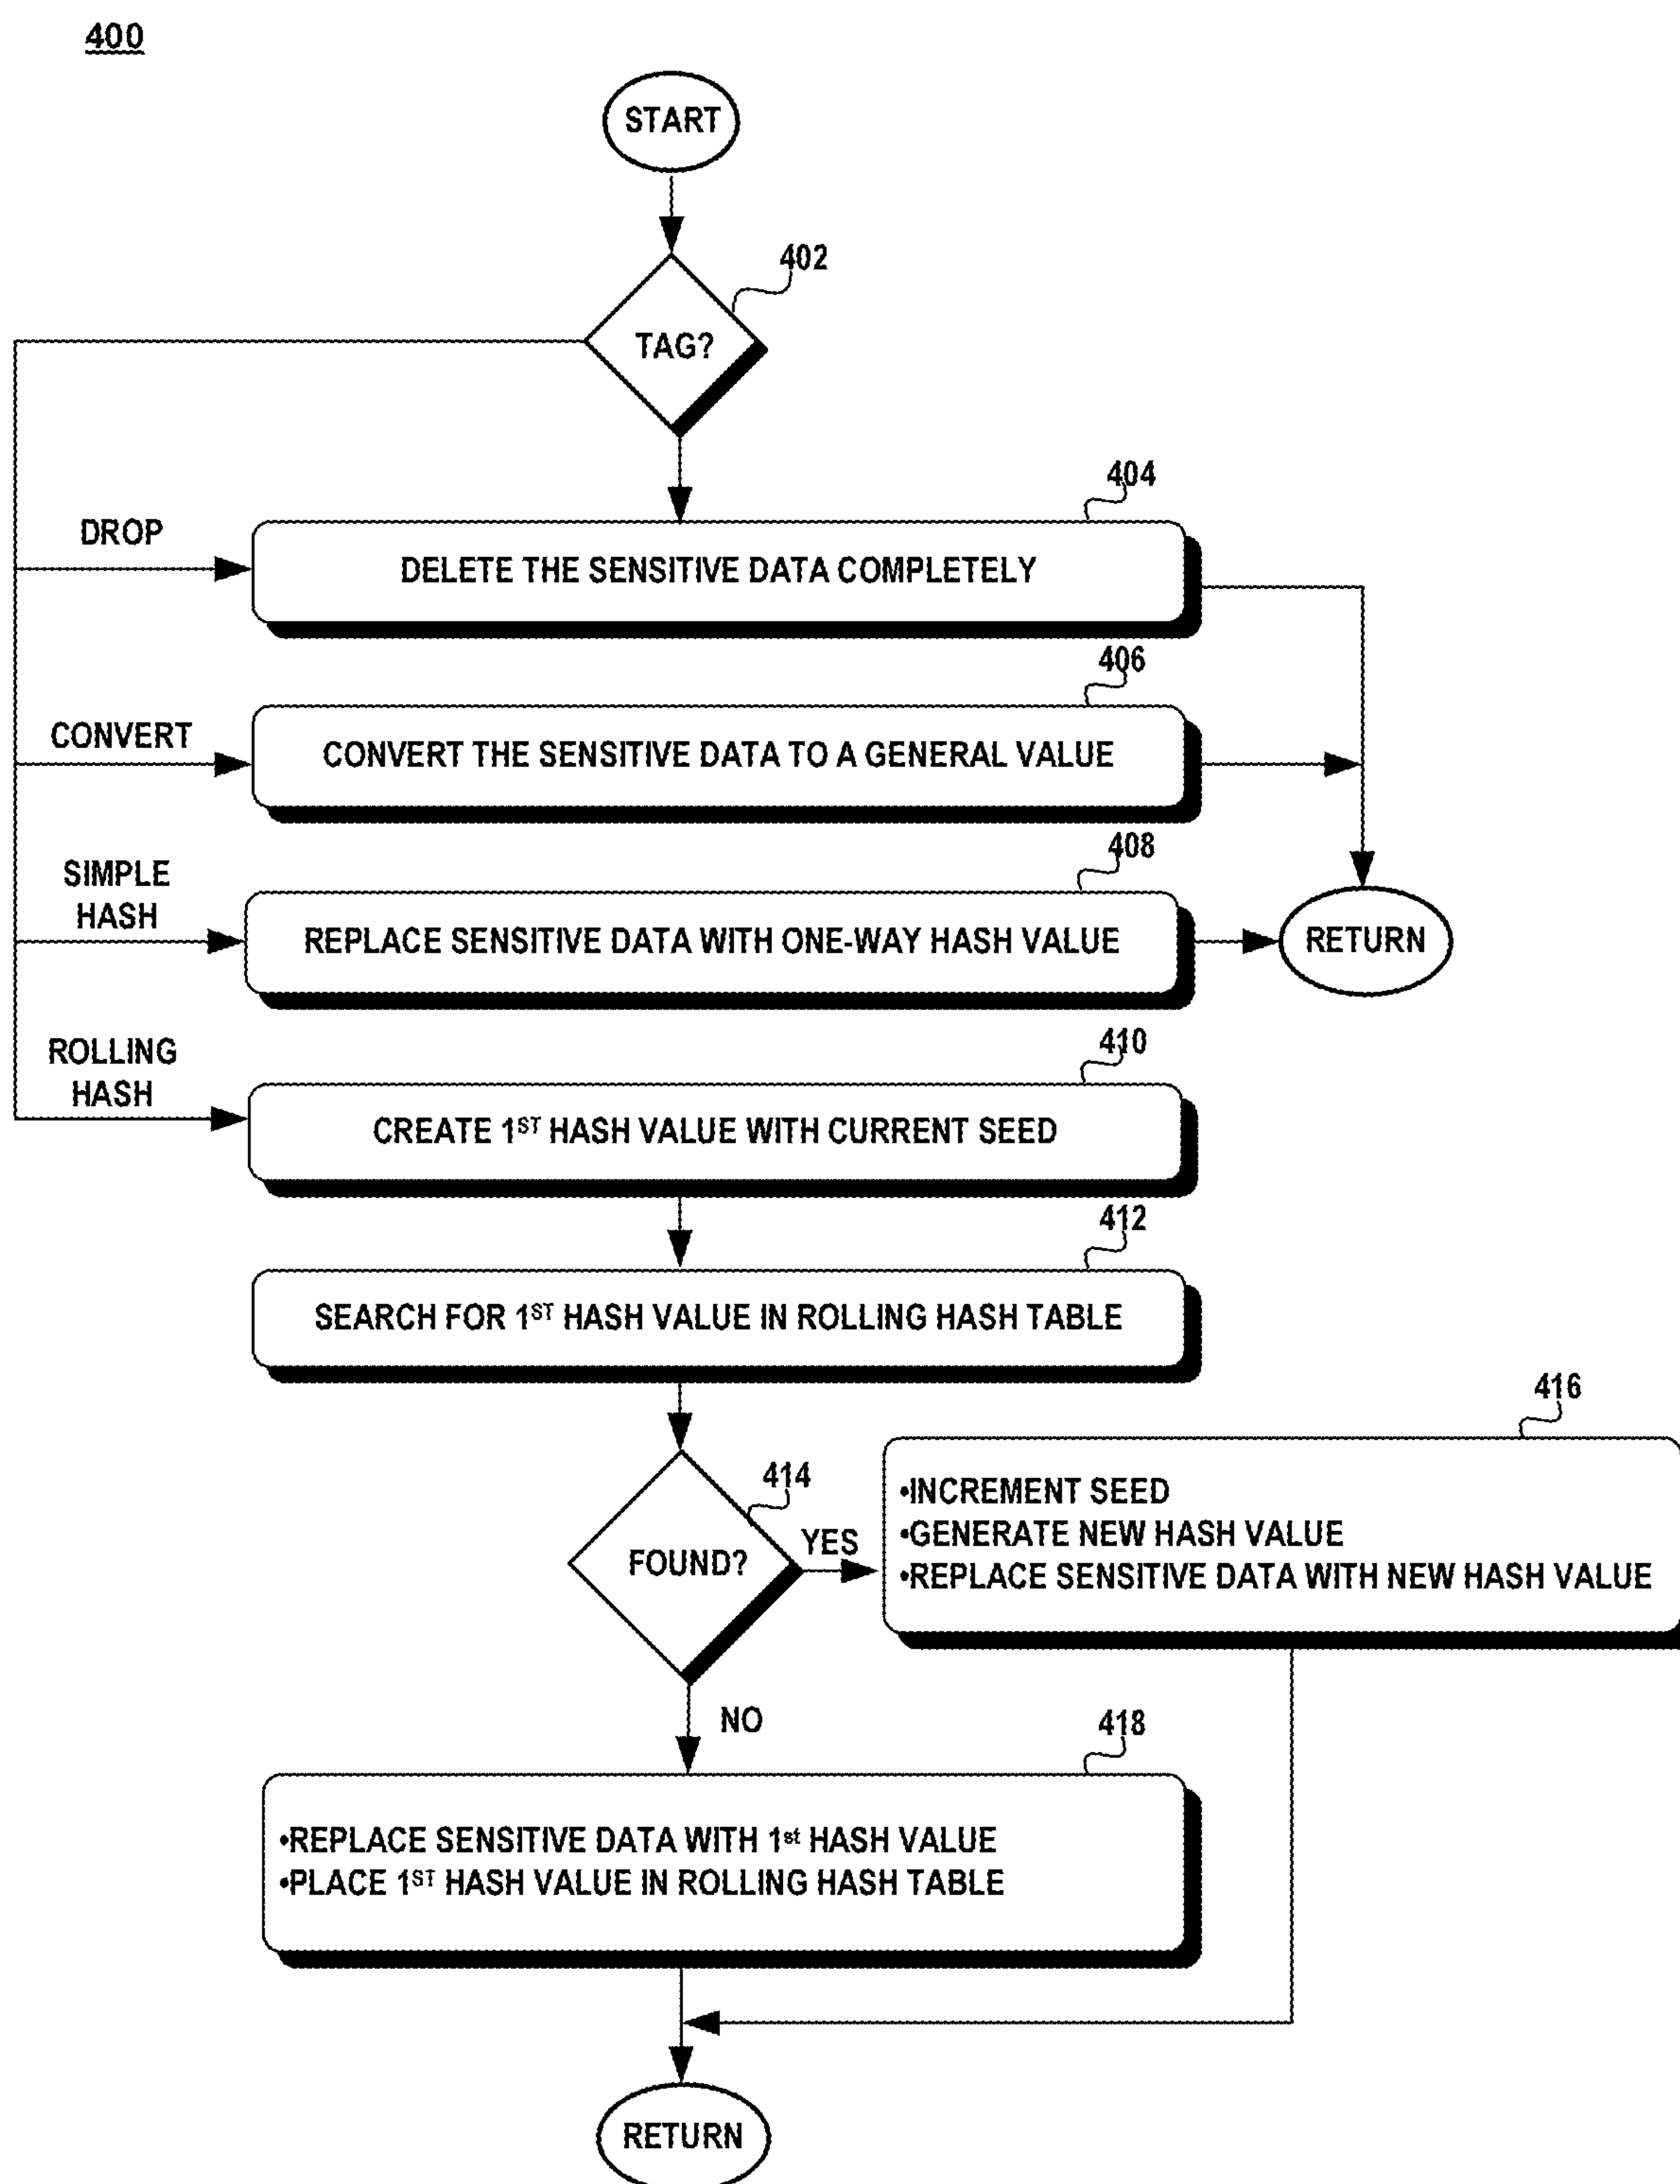 400
START
402
TAG?
404
DROP
DELETE THE SENSITIVE DATA COMPLETELY
406
CONVERT
CONVERT THE SENSITIVE DATA TO A GENERAL VALUE
408
SIMPLE
HASH
REPLACE SENSITIVE DATA WITH ONE-WAY HASH VALUE
RETURN
410
ROLLING
HASH
CREATE 1ST HASH VALUE WITH CURRENT SEED
412
SEARCH FOR 1ST HASH VALUE IN ROLLING HASH TABLE
414
FOUND?
YES
416
•INCREMENT SEED
•GENERATE NEW HASH VALUE
•REPLACE SENSITIVE DATA WITH NEW HASH VALUE
NO
418
•REPLACE SENSITIVE DATA WITH 1st HASH VALUE
•PLACE 1ST HASH VALUE IN ROLLING HASH TABLE
RETURN